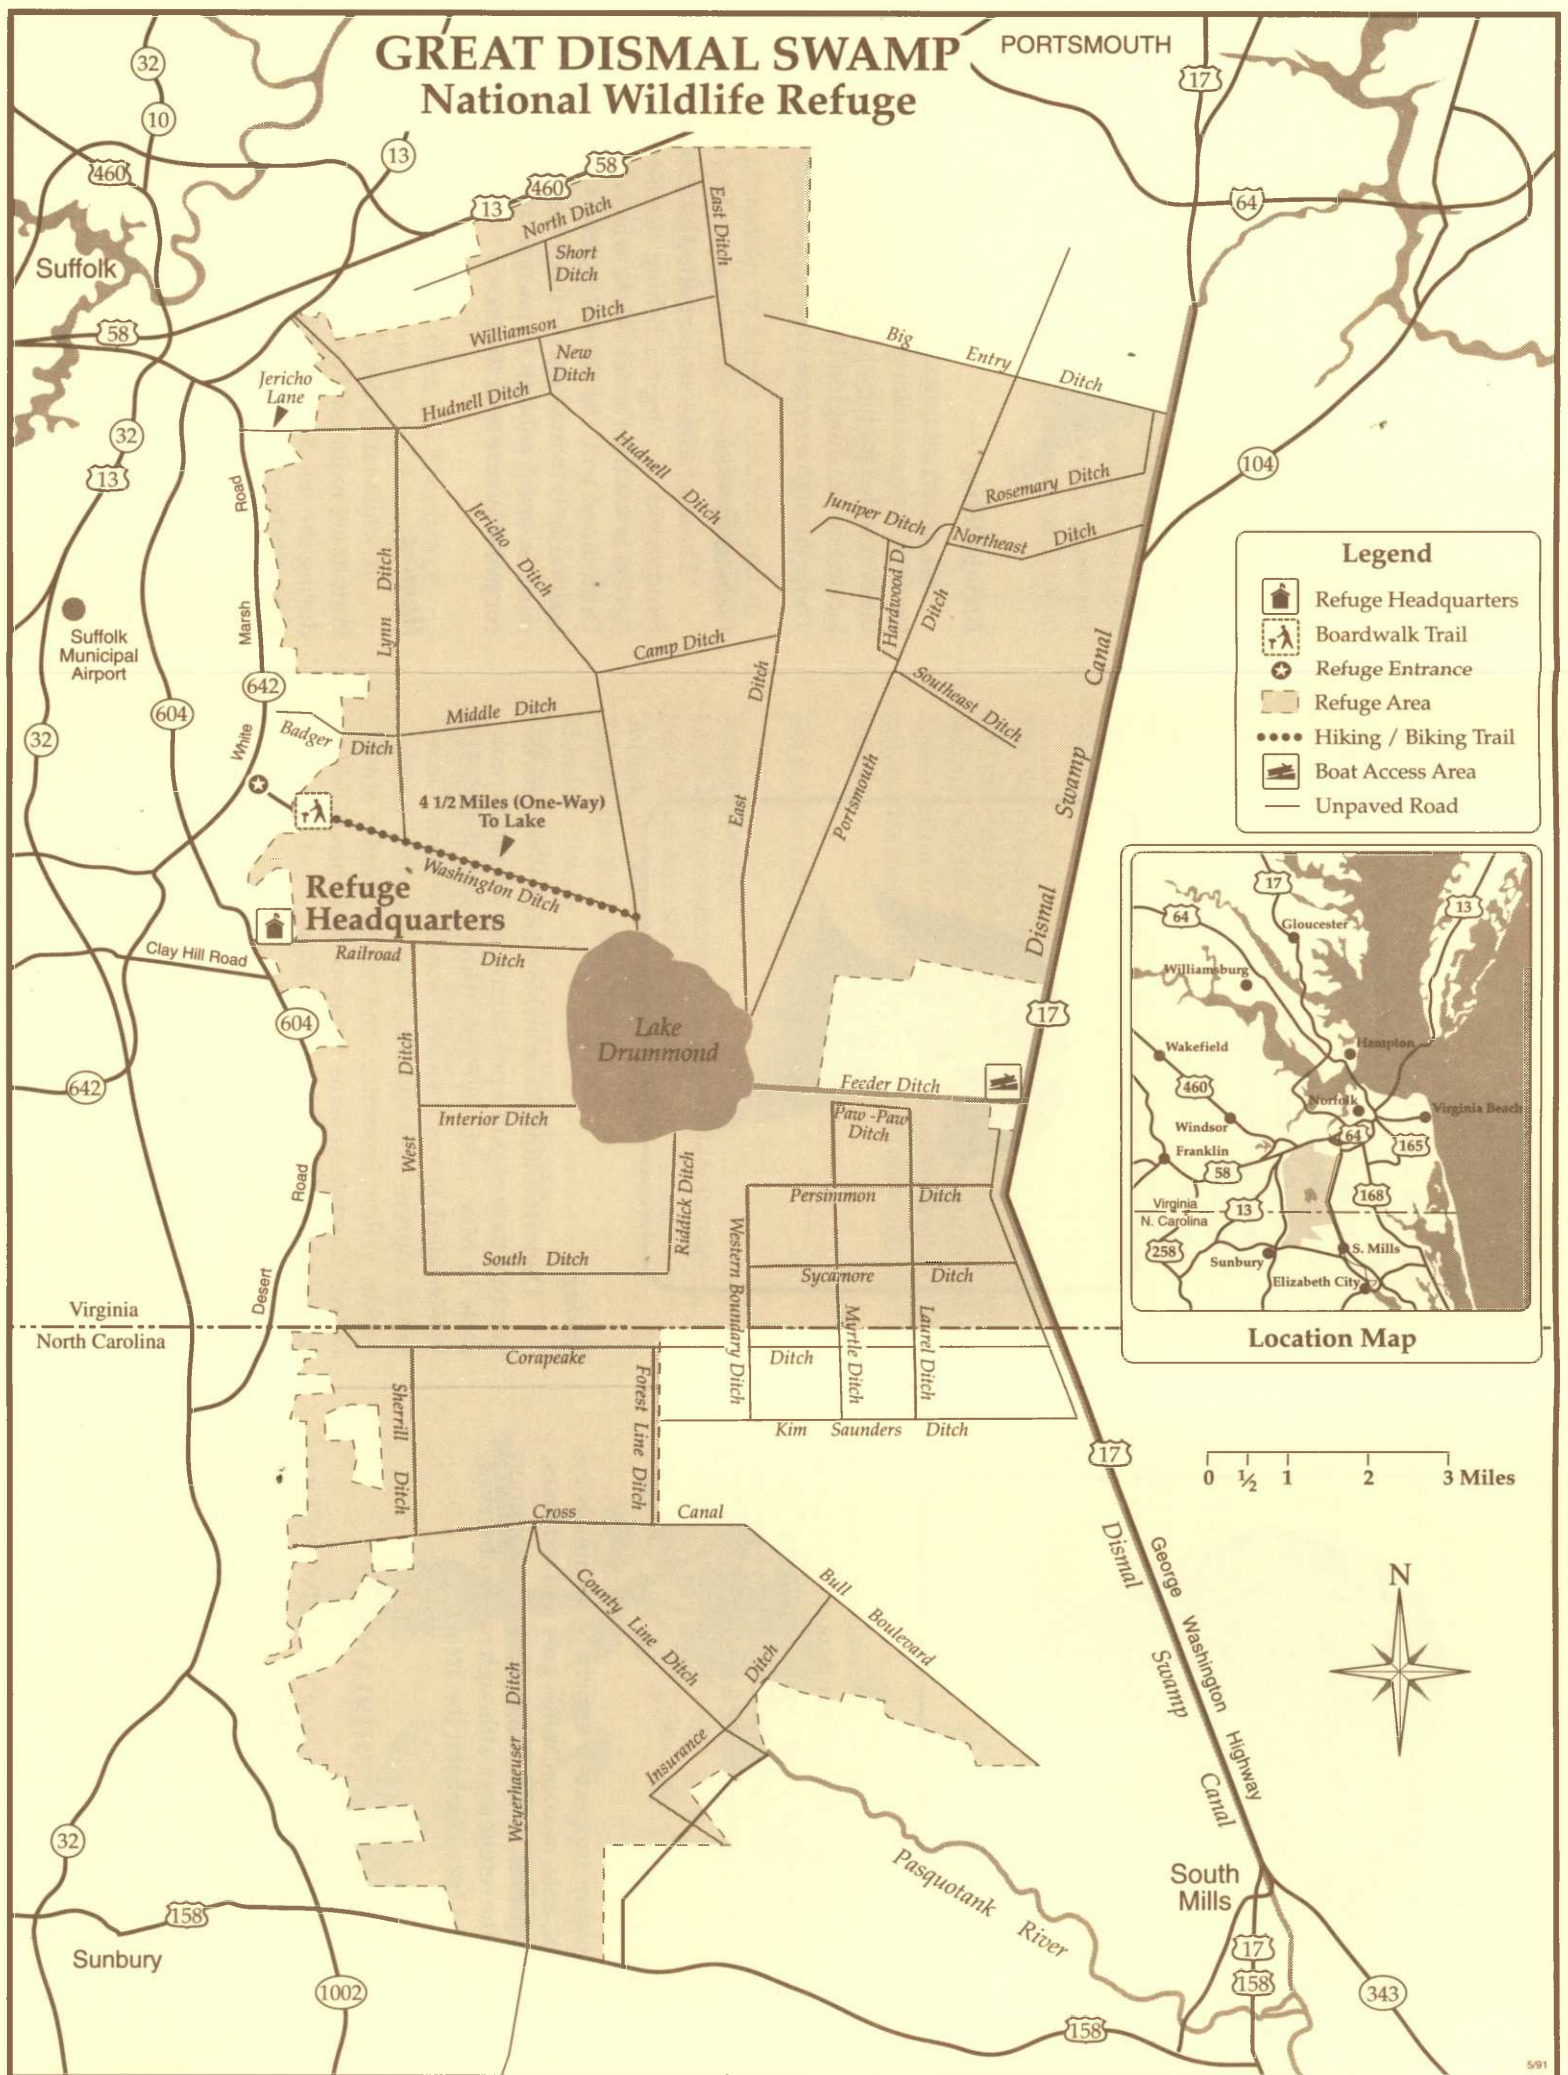 GREAT DISMAL SWAMP
National Wildlife Refuge
PORTSMOUTH
32
10
13
460
58
460
13
17
64
Suffolk
58
North Ditch
Short
Ditch
East Ditch
Williamson Ditch
New
Ditch
Big Entry Ditch
Jericho
Lane
Hudnell Ditch
Hudnell Ditch
32
13
104
Rosemary Ditch
Juniper Ditch
Northeast Ditch
Hardwood D
Jericho Ditch
Lynn Ditch
White Marsh Road
Suffolk
Municipal
Airport
Camp Ditch
East Ditch
Portsmouth Ditch
Southeast Ditch
Dismal Swamp Canal
642
604
32
Middle Ditch
Badger Ditch
4 1/2 Miles (One-Way)
To Lake
Washington Ditch
Refuge
Headquarters
Clay Hill Road
Railroad Ditch
604
642
Lake
Drummond
17
West Ditch
Feeder Ditch
Interior Ditch
Paw-Paw
Ditch
Riddick Ditch
Persimmon Ditch
Western Boundary Ditch
South Ditch
Sycamore Ditch
Myrtle Ditch
Laurel Ditch
Desert Road
Virginia
North Carolina
Corapeake Ditch
Sherrill Ditch
Forest Line Ditch
Kim Saunders Ditch
17
Cross Canal
Bull Boulevard
County Line Ditch
Insurance Ditch
Weyerhaeuser Ditch
Dismal Swamp Canal
George Washington Highway
Pasquotank River
South
Mills
32
158
Sunbury
1002
17
158
343
158
Legend
Refuge Headquarters
Boardwalk Trail
Refuge Entrance
Refuge Area
Hiking / Biking Trail
Boat Access Area
Unpaved Road
17
13
64
Gloucester
Williamsburg
Wakefield
Hampton
460
Norfolk
Virginia Beach
Windsor
64
165
Franklin
58
168
Virginia
N. Carolina
13
258
Sunbury
S. Mills
Elizabeth City
Location Map
0 ½ 1 2 3 Miles
N
5/91